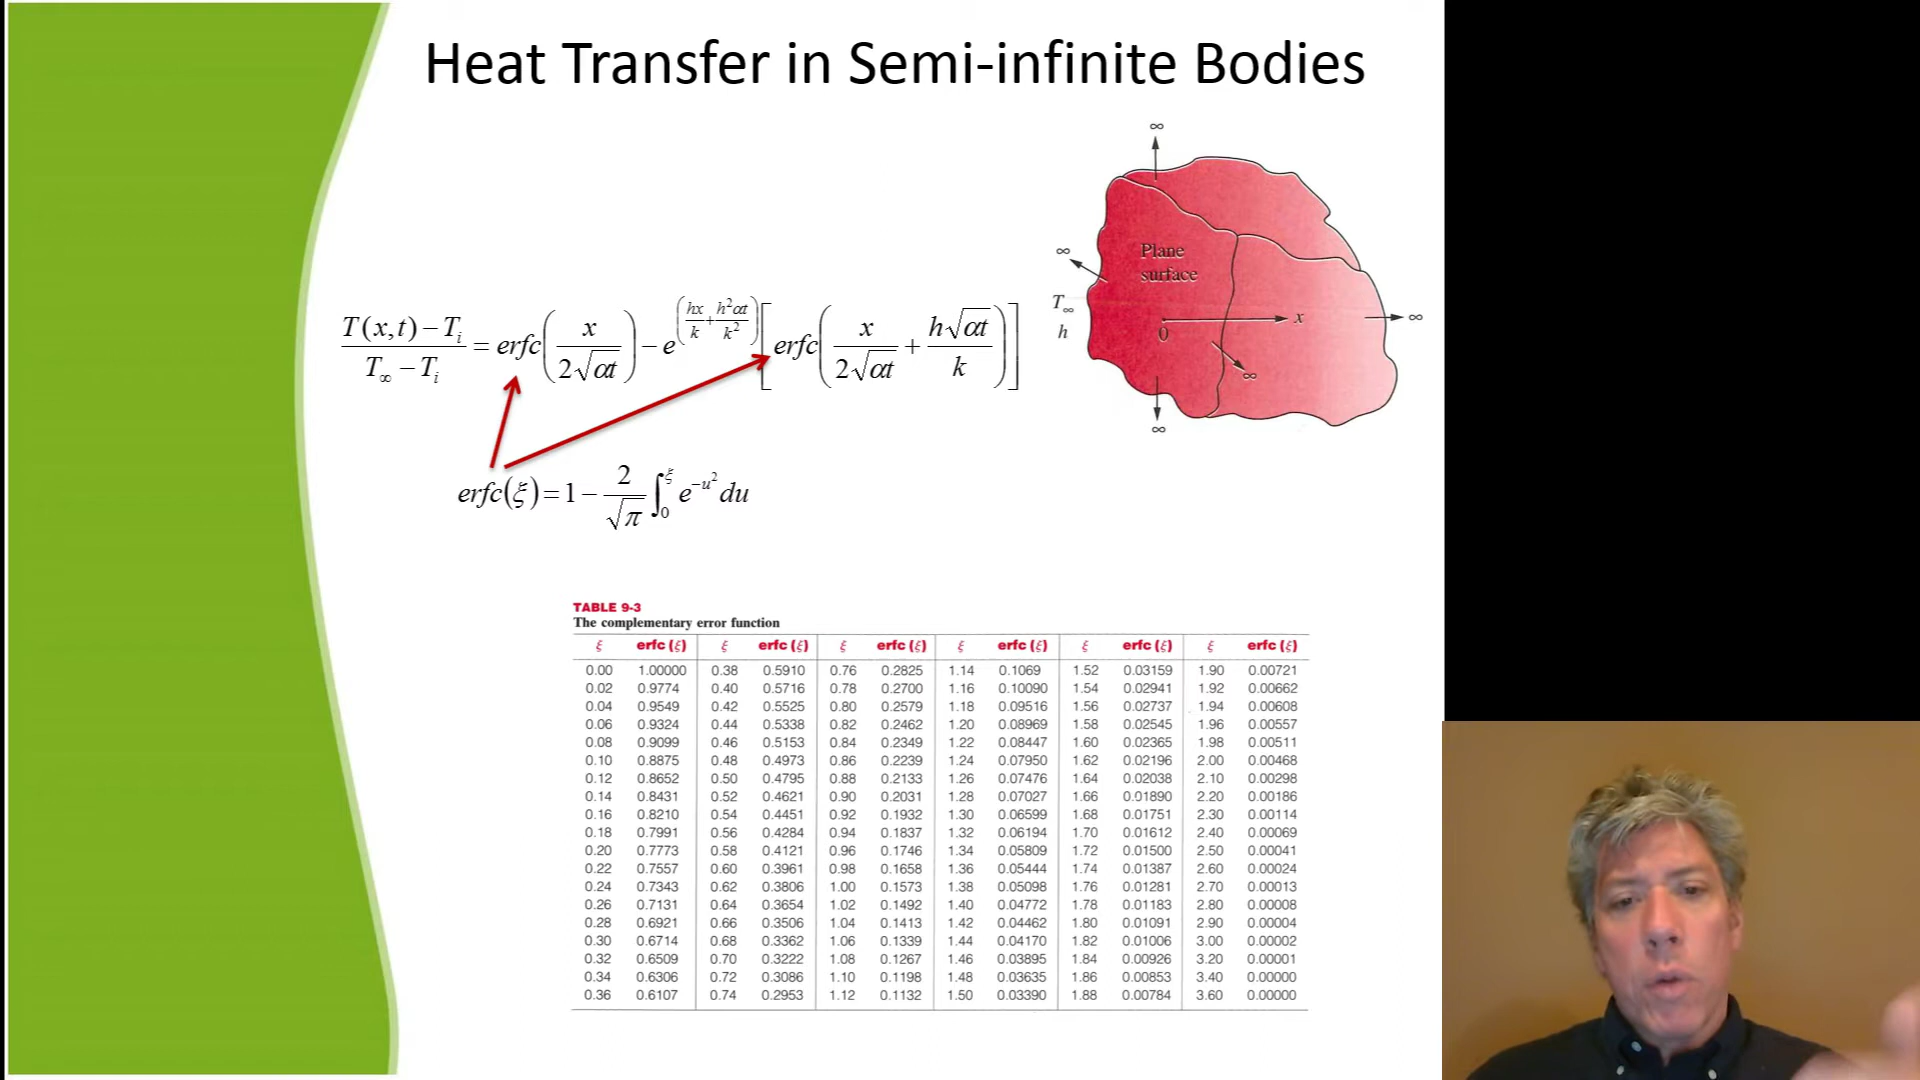 Heat Transfer in Semi-infinite Bodies
∞
Plane
surface
∞
T∞
h
0
x
∞
∞
∞
(T(x,t) − Ti)/(T∞ − Ti) = erfc(x/(2√αt)) − e^(hx/k + h²αt/k²) [erfc(x/(2√αt) + h√αt/k)]
erfc(ξ) = 1 − (2/√π) ∫₀^ξ e^(−u²) du
TABLE 9-3
The complementary error function
ξ erfc (ξ) ξ erfc (ξ) ξ erfc (ξ) ξ erfc (ξ) ξ erfc (ξ) ξ erfc (ξ)
0.00 1.00000 0.38 0.5910 0.76 0.2825 1.14 0.1069 1.52 0.03159 1.90 0.00721
0.02 0.9774 0.40 0.5716 0.78 0.2700 1.16 0.10090 1.54 0.02941 1.92 0.00662
0.04 0.9549 0.42 0.5525 0.80 0.2579 1.18 0.09516 1.56 0.02737 1.94 0.00608
0.06 0.9324 0.44 0.5338 0.82 0.2462 1.20 0.08969 1.58 0.02545 1.96 0.00557
0.08 0.9099 0.46 0.5153 0.84 0.2349 1.22 0.08447 1.60 0.02365 1.98 0.00511
0.10 0.8875 0.48 0.4973 0.86 0.2239 1.24 0.07950 1.62 0.02196 2.00 0.00468
0.12 0.8652 0.50 0.4795 0.88 0.2133 1.26 0.07476 1.64 0.02038 2.10 0.00298
0.14 0.8431 0.52 0.4621 0.90 0.2031 1.28 0.07027 1.66 0.01890 2.20 0.00186
0.16 0.8210 0.54 0.4451 0.92 0.1932 1.30 0.06599 1.68 0.01751 2.30 0.00114
0.18 0.7991 0.56 0.4284 0.94 0.1837 1.32 0.06194 1.70 0.01612 2.40 0.00069
0.20 0.7773 0.58 0.4121 0.96 0.1746 1.34 0.05809 1.72 0.01500 2.50 0.00041
0.22 0.7557 0.60 0.3961 0.98 0.1658 1.36 0.05444 1.74 0.01387 2.60 0.00024
0.24 0.7343 0.62 0.3806 1.00 0.1573 1.38 0.05098 1.76 0.01281 2.70 0.00013
0.26 0.7131 0.64 0.3654 1.02 0.1492 1.40 0.04772 1.78 0.01183 2.80 0.00008
0.28 0.6921 0.66 0.3506 1.04 0.1413 1.42 0.04462 1.80 0.01091 2.90 0.00004
0.30 0.6714 0.68 0.3362 1.06 0.1339 1.44 0.04170 1.82 0.01006 3.00 0.00002
0.32 0.6509 0.70 0.3222 1.08 0.1267 1.46 0.03895 1.84 0.00926 3.20 0.00001
0.34 0.6306 0.72 0.3086 1.10 0.1198 1.48 0.03635 1.86 0.00853 3.40 0.00000
0.36 0.6107 0.74 0.2953 1.12 0.1132 1.50 0.03390 1.88 0.00784 3.60 0.00000